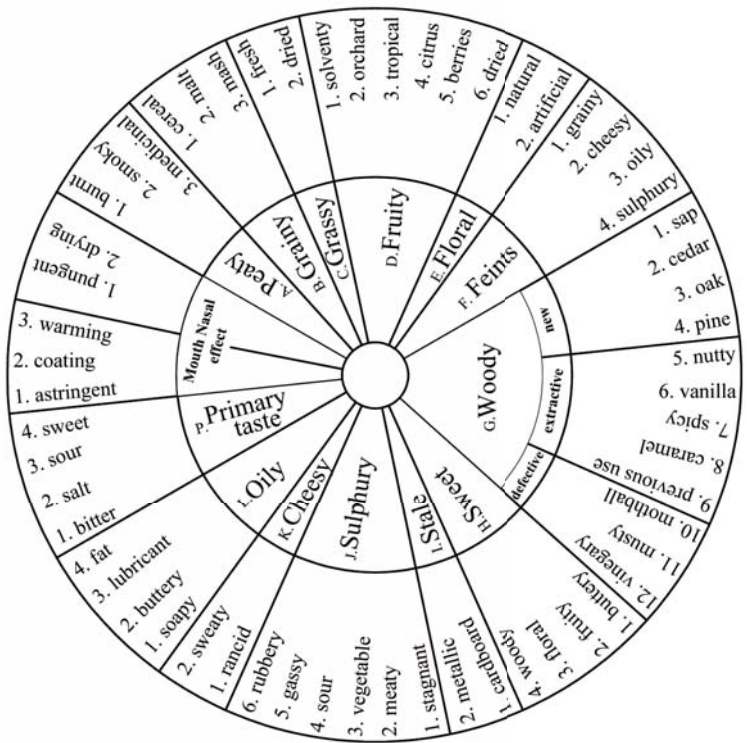 A.Peaty
1. burnt
2. smoky
3. medicinal
B.Grainy
1. cereal
2. malt
3. mash
C.Grassy
1. fresh
2. dried
D.Fruity
1. solventy
2. orchard
3. tropical
4. citrus
5. berries
6. dried
E. Floral
1. natural
2. artificial
F. Feints
1. grainy
2. cheesy
3. oily
4. sulphury
G.Woody
new
1. sap
2. cedar
3. oak
4. pine
extractive
5. nutty
6. vanilla
7. spicy
8. caramel
9. previous use
defective
10. mothball
11. musty
12. vinegary
H.Sweet
1. buttery
2. fruity
3. floral
4. woody
I.Stale
1. cardboard
2. metallic
J.Sulphury
1. stagnant
2. meaty
3. vegetable
4. sour
5. gassy
6. rubbery
K.Cheesy
1. rancid
2. sweaty
L.Oily
1. soapy
2. buttery
3. lubricant
4. fat
P.Primary
taste
1. bitter
2. salt
3. sour
4. sweet
Mouth Nasal
effect
1. astringent
2. coating
3. warming
1. pungent
2. drying